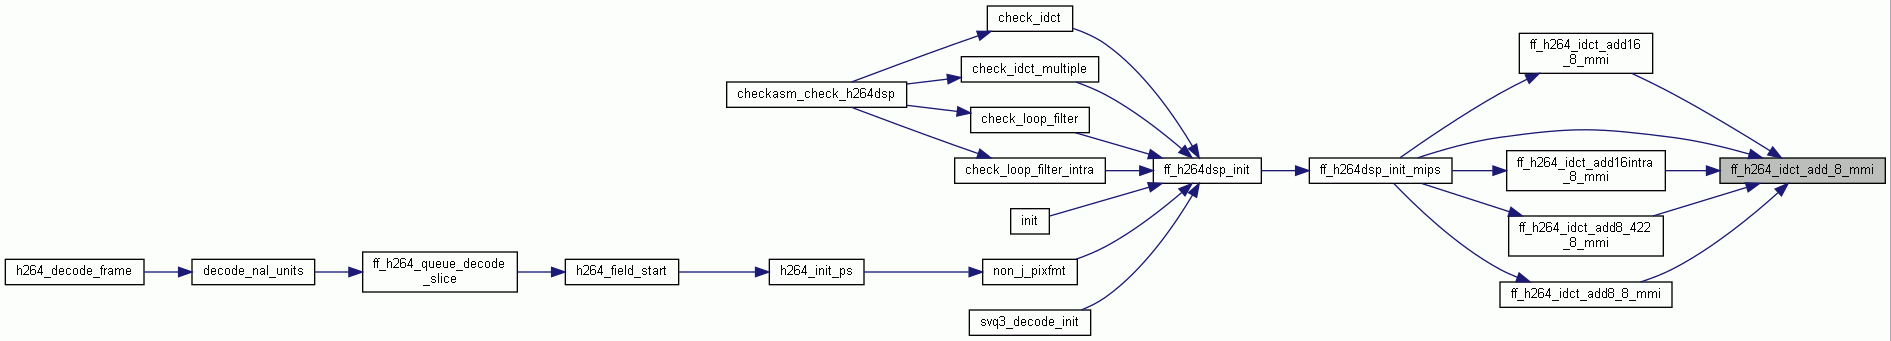 check_idct
ff_h264_idct_add16
_8_mmi
check_idct_multiple
checkasm_check_h264dsp
check_loop_filter
check_loop_filter_intra
ff_h264dsp_init
ff_h264dsp_init_mips
ff_h264_idct_add16intra
_8_mmi
ff_h264_idct_add_8_mmi
init
ff_h264_idct_add8_422
_8_mmi
h264_decode_frame
decode_nal_units
ff_h264_queue_decode
_slice
h264_field_start
h264_init_ps
non_j_pixfmt
ff_h264_idct_add8_8_mmi
svq3_decode_init